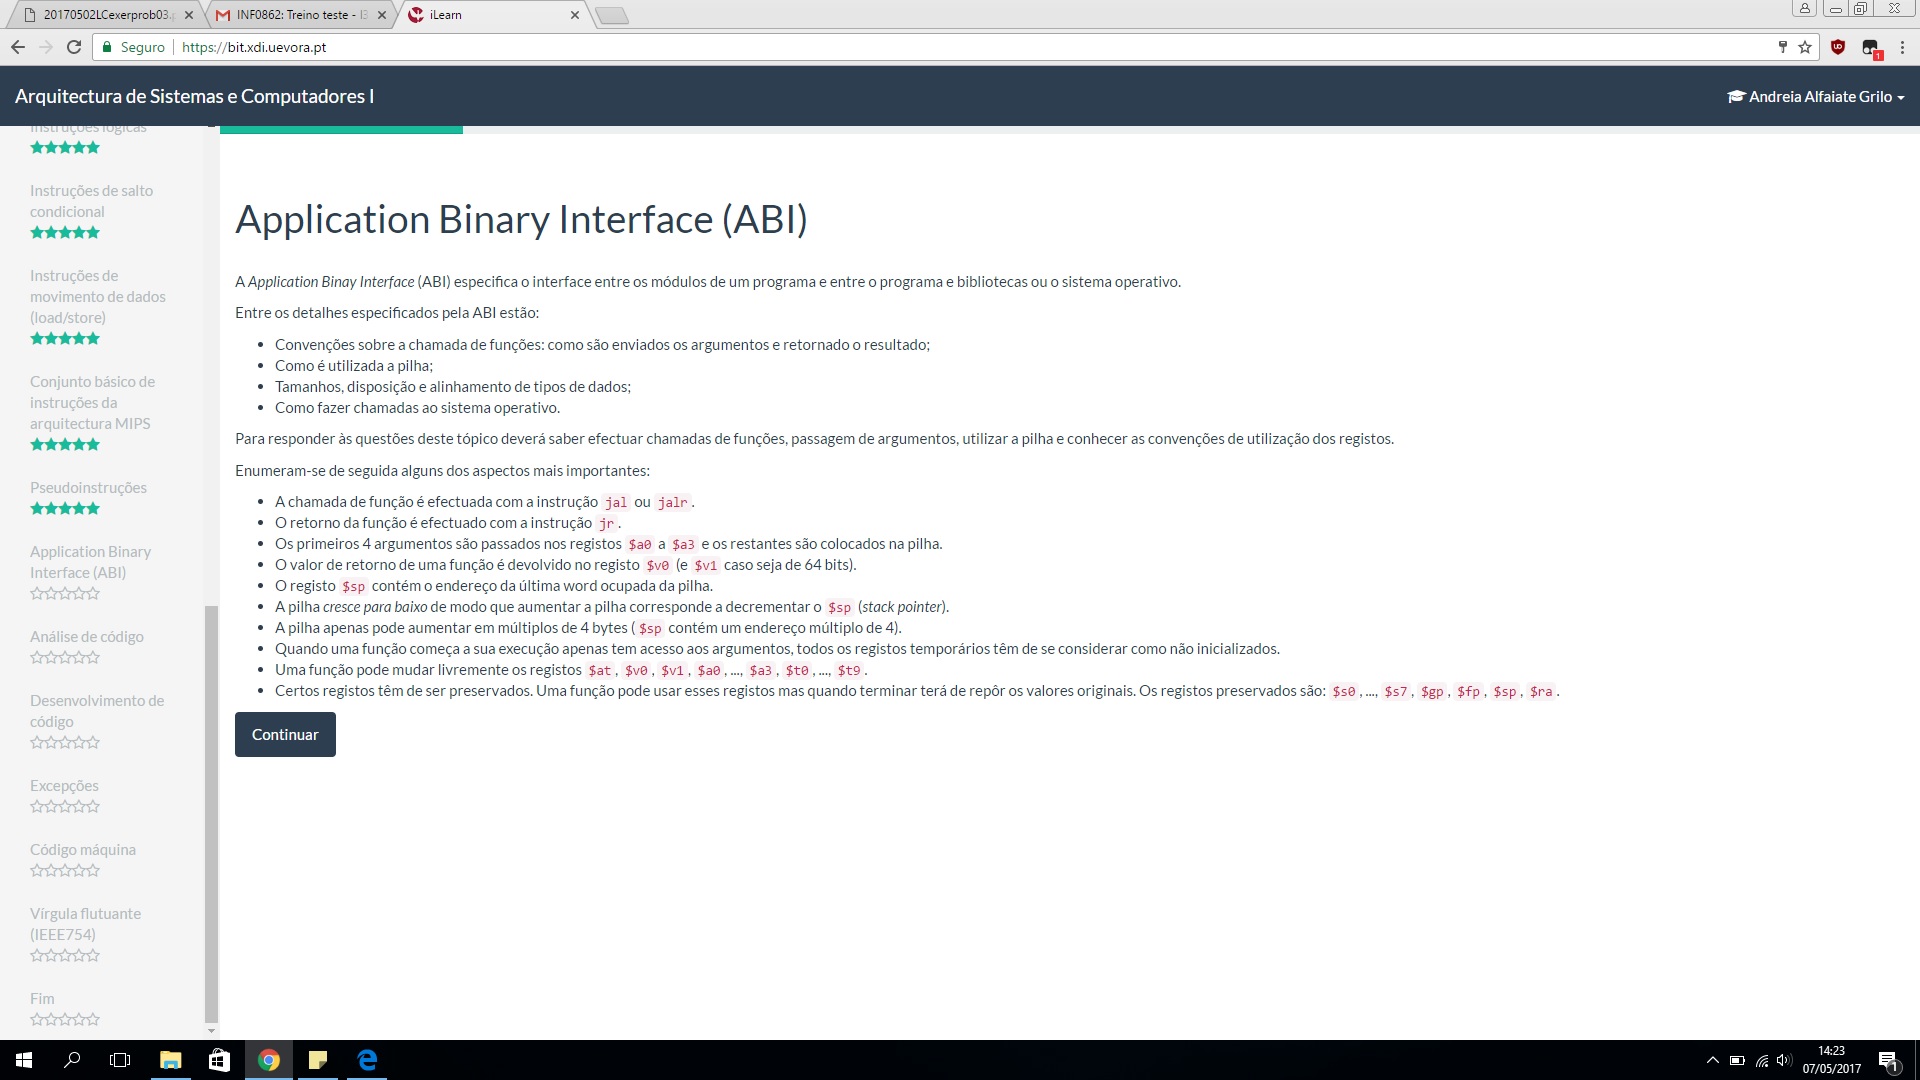 20170502LCexerprob03.p
INF0862: Treino teste - I3
iLearn
Seguro
https://bit.xdi.uevora.pt
1
Arquitectura de Sistemas e Computadores I
Andreia Alfaiate Grilo
Instruções lógicas
Instruções de salto
condicional
Instruções de
movimento de dados
(load/store)
Conjunto básico de
instruções da
arquitectura MIPS
Pseudoinstruções
Application Binary
Interface (ABI)
Análise de código
Desenvolvimento de
código
Excepções
Código máquina
Vírgula flutuante
(IEEE754)
Fim
Application Binary Interface (ABI)
A Application Binay Interface (ABI) especifica o interface entre os módulos de um programa e entre o programa e bibliotecas ou o sistema operativo.
Entre os detalhes especificados pela ABI estão:
• Convenções sobre a chamada de funções: como são enviados os argumentos e retornado o resultado;
• Como é utilizada a pilha;
• Tamanhos, disposição e alinhamento de tipos de dados;
• Como fazer chamadas ao sistema operativo.
Para responder às questões deste tópico deverá saber efectuar chamadas de funções, passagem de argumentos, utilizar a pilha e conhecer as convenções de utilização dos registos.
Enumeram-se de seguida alguns dos aspectos mais importantes:
• A chamada de função é efectuada com a instrução jal ou jalr.
• O retorno da função é efectuado com a instrução jr.
• Os primeiros 4 argumentos são passados nos registos $a0 a $a3 e os restantes são colocados na pilha.
• O valor de retorno de uma função é devolvido no registo $v0 (e $v1 caso seja de 64 bits).
• O registo $sp contém o endereço da última word ocupada da pilha.
• A pilha cresce para baixo de modo que aumentar a pilha corresponde a decrementar o $sp (stack pointer).
• A pilha apenas pode aumentar em múltiplos de 4 bytes ( $sp contém um endereço múltiplo de 4).
• Quando uma função começa a sua execução apenas tem acesso aos argumentos, todos os registos temporários têm de se considerar como não inicializados.
• Uma função pode mudar livremente os registos $at, $v0, $v1, $a0, ..., $a3, $t0, ..., $t9.
• Certos registos têm de ser preservados. Uma função pode usar esses registos mas quando terminar terá de repôr os valores originais. Os registos preservados são: $s0, ..., $s7, $gp, $fp, $sp, $ra.
Continuar
14:23
07/05/2017
1